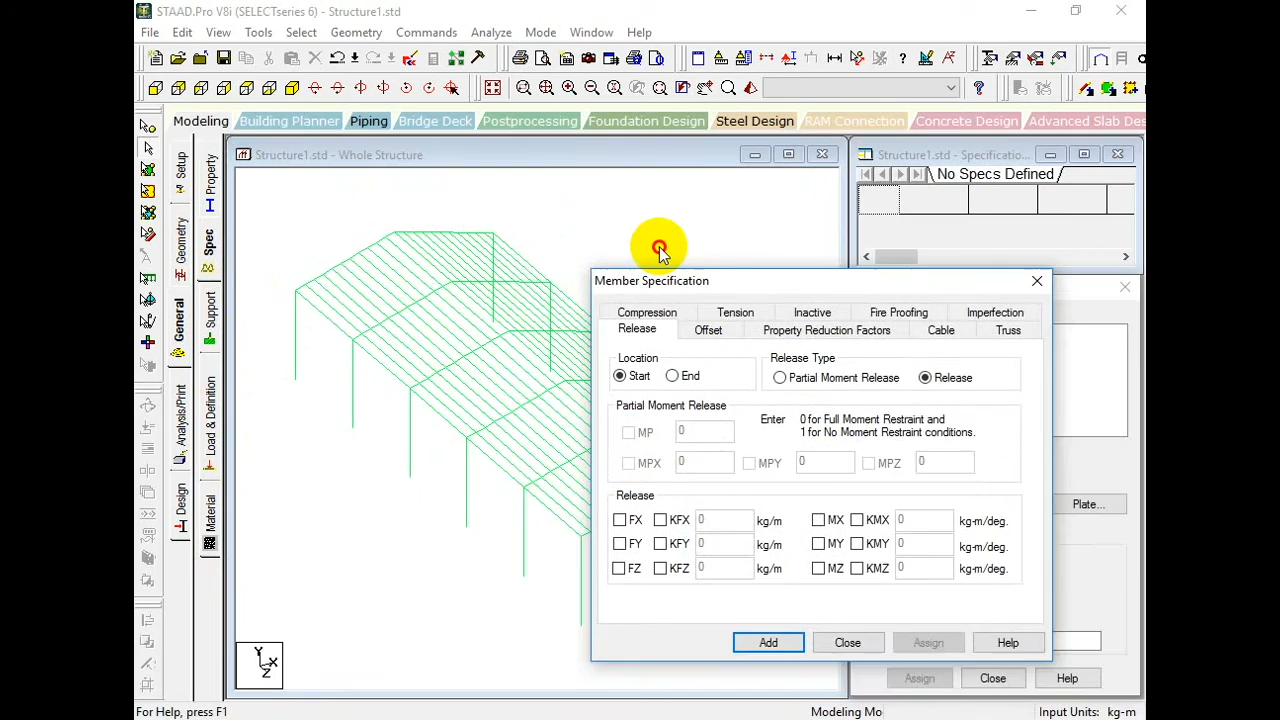 STAAD.Pro V8i (SELECTseries 6) - Structure1.std
File Edit View Tools Select Geometry Commands Analyze Mode Window Help
Modeling Building Planner Piping Bridge Deck Postprocessing Foundation Design Steel Design RAM Connection Concrete Design Advanced Slab De
Structure1.std - Whole Structure
Structure1.std - Specificatio...
No Specs Defined
Setup
Geometry
General
Analysis/Print
Design
Property
Spec
Support
Load & Definition
Material
Member Specification
Compression Tension Inactive Fire Proofing Imperfection
Release Offset Property Reduction Factors Cable Truss
Location
Start End
Release Type
Partial Moment Release Release
Partial Moment Release
MP 0
Enter 0 for Full Moment Restraint and
1 for No Moment Restraint conditions.
MPX 0 MPY 0 MPZ 0
Release
FX KFX 0 kg/m MX KMX 0 kg-m/deg.
FY KFY 0 kg/m MY KMY 0 kg-m/deg.
FZ KFZ 0 kg/m MZ KMZ 0 kg-m/deg.
Add Close Assign Help
Plate...
Assign Close Help
Y
X
Z
For Help, press F1
Modeling Mo
Input Units: kg-m